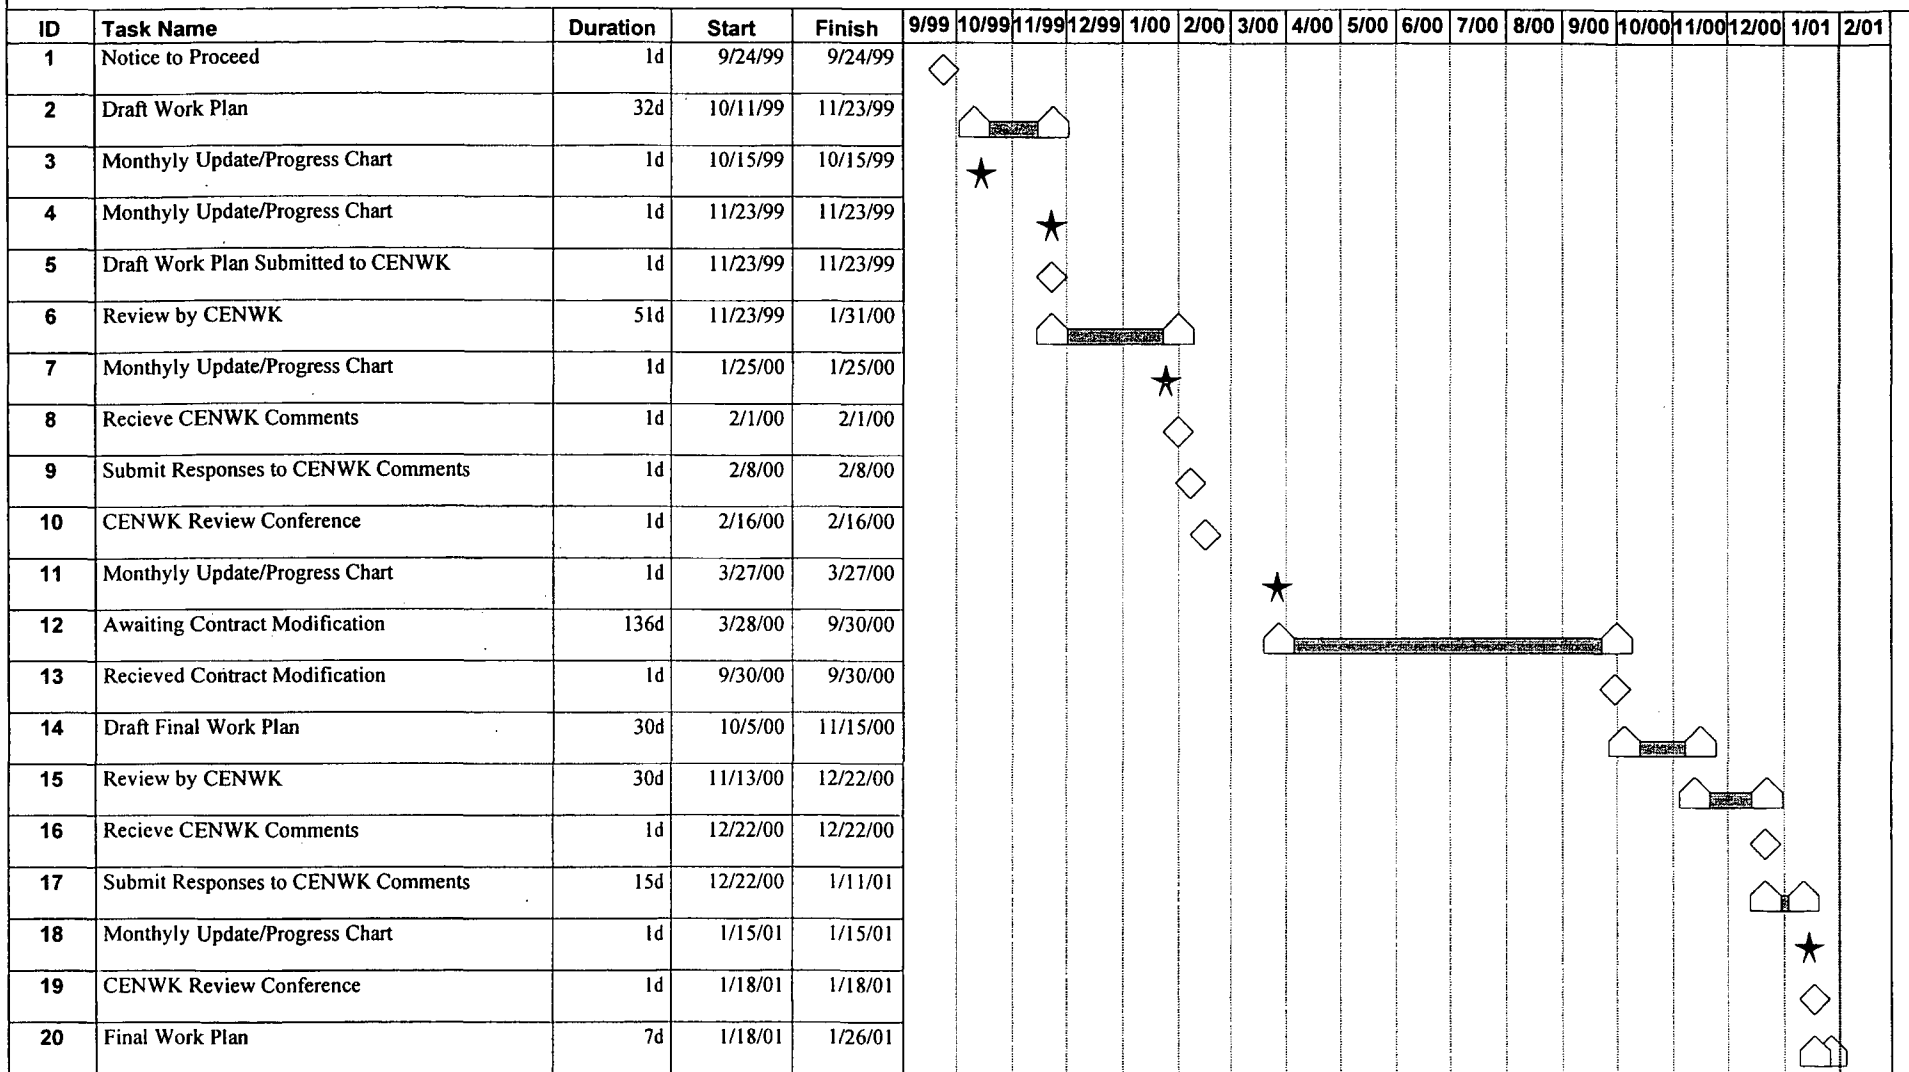 ID Task Name Duration Start Finish 9/99 10/99 11/99 12/99 1/00 2/00 3/00 4/00 5/00 6/00 7/00 8/00 9/00 10/00 11/00 12/00 1/01 2/01
1 Notice to Proceed 1d 9/24/99 9/24/99
2 Draft Work Plan 32d 10/11/99 11/23/99
3 Monthyly Update/Progress Chart 1d 10/15/99 10/15/99
4 Monthyly Update/Progress Chart 1d 11/23/99 11/23/99
5 Draft Work Plan Submitted to CENWK 1d 11/23/99 11/23/99
6 Review by CENWK 51d 11/23/99 1/31/00
7 Monthyly Update/Progress Chart 1d 1/25/00 1/25/00
8 Recieve CENWK Comments 1d 2/1/00 2/1/00
9 Submit Responses to CENWK Comments 1d 2/8/00 2/8/00
10 CENWK Review Conference 1d 2/16/00 2/16/00
11 Monthyly Update/Progress Chart 1d 3/27/00 3/27/00
12 Awaiting Contract Modification 136d 3/28/00 9/30/00
13 Recieved Contract Modification 1d 9/30/00 9/30/00
14 Draft Final Work Plan 30d 10/5/00 11/15/00
15 Review by CENWK 30d 11/13/00 12/22/00
16 Recieve CENWK Comments 1d 12/22/00 12/22/00
17 Submit Responses to CENWK Comments 15d 12/22/00 1/11/01
18 Monthyly Update/Progress Chart 1d 1/15/01 1/15/01
19 CENWK Review Conference 1d 1/18/01 1/18/01
20 Final Work Plan 7d 1/18/01 1/26/01